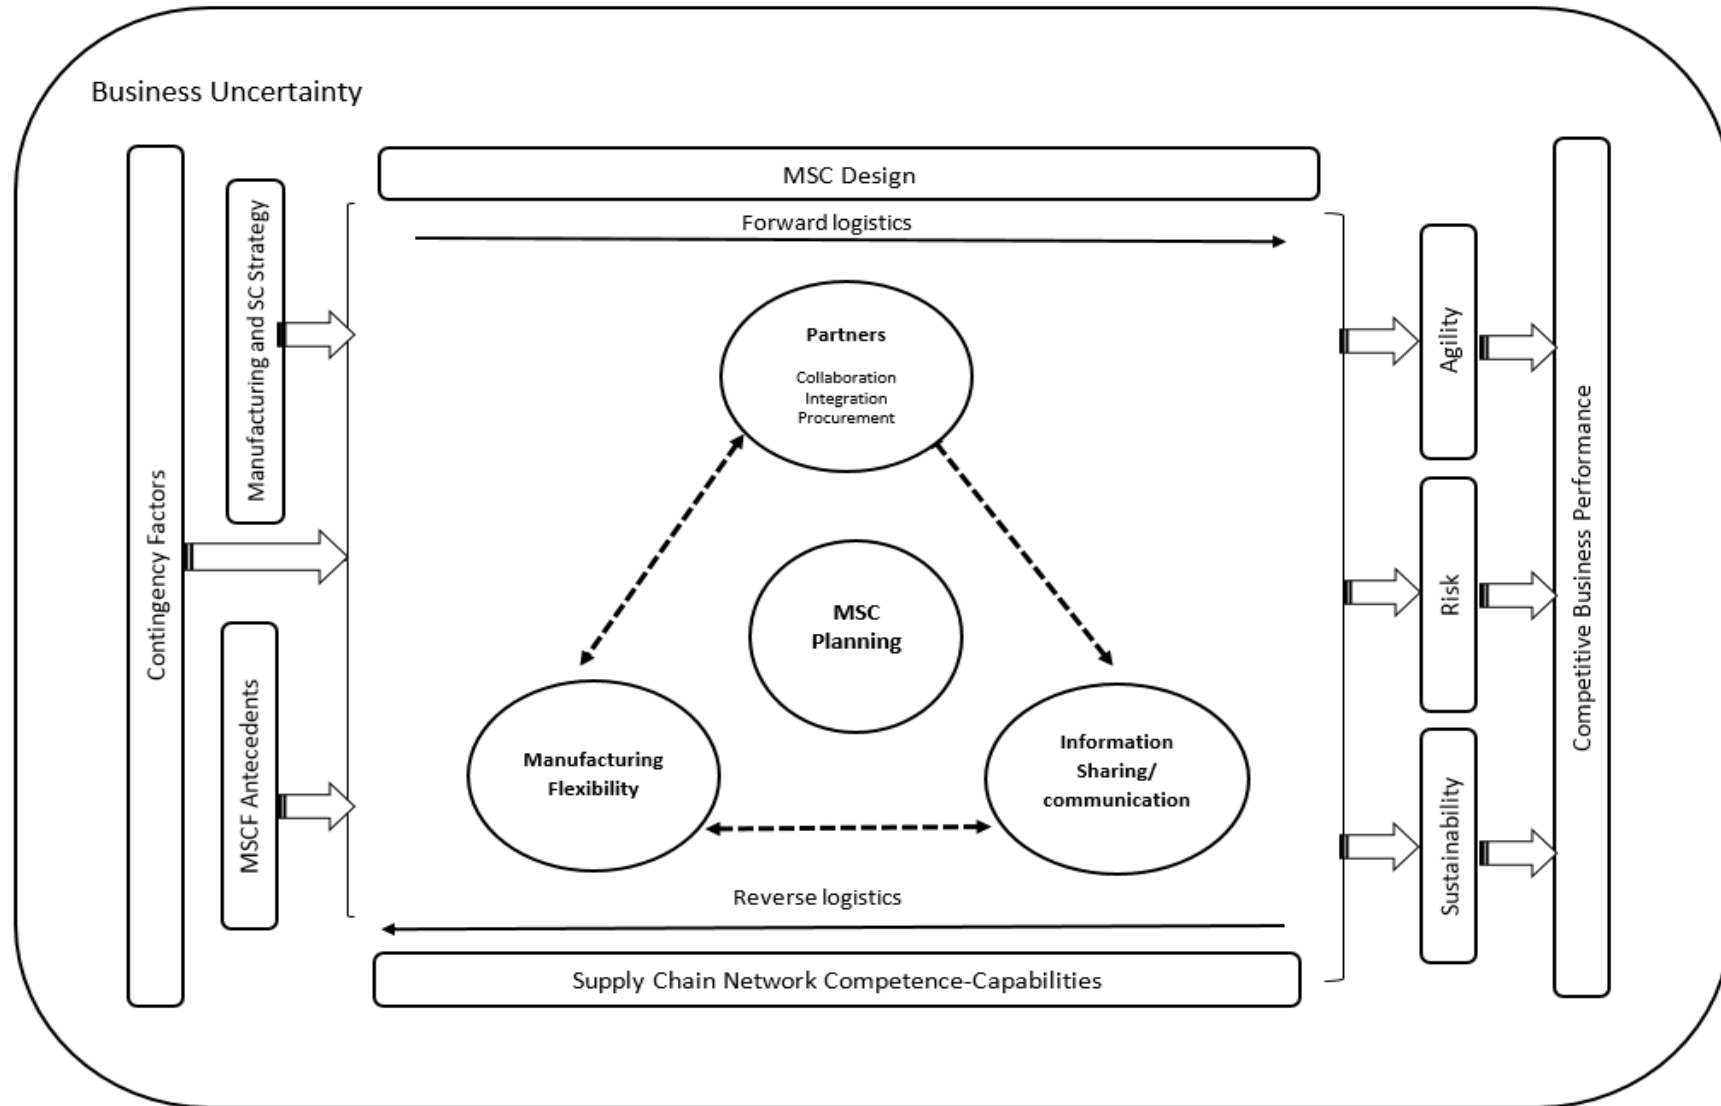 Business Uncertainty
Contingency Factors
Manufacturing and SC Strategy
MSCF Antecedents
MSC Design
Forward logistics
Partners
Collaboration
Integration
Procurement
MSC
Planning
Manufacturing
Flexibility
Information
Sharing/
communication
Reverse logistics
Supply Chain Network Competence-Capabilities
Agility
Risk
Sustainability
Competitive Business Performance